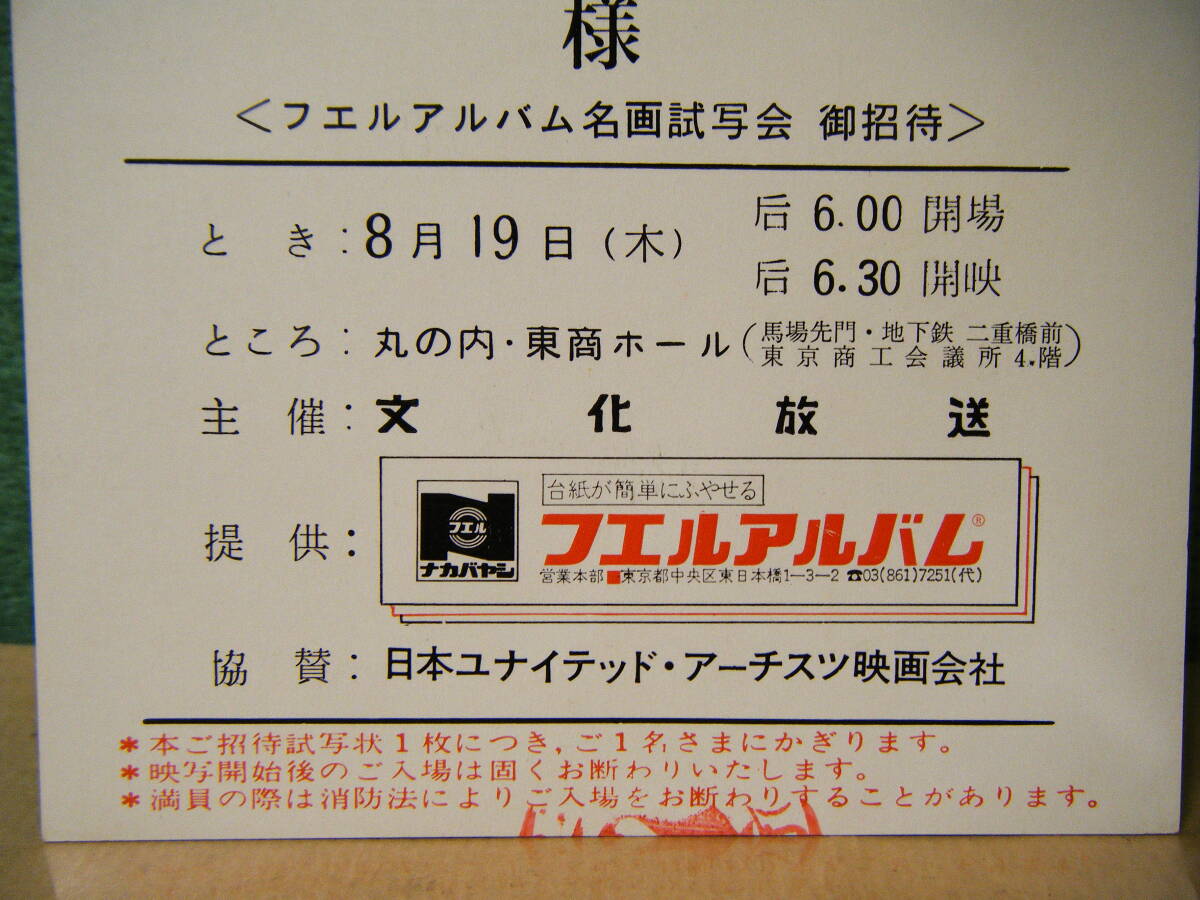 様
<フエルアルバム名画試写会 御招待>
とき:8月19日(木)
后 6.00 開場
后 6.30 開映
ところ:丸の内・東商ホール(馬場先門・地下鉄 二重橋前
東京商工会議所 4.階)
主催:文化放送
提供:
フエル
ナカバヤシ
台紙が簡単にふやせる
フエルアルバム®
営業本部■東京都中央区東日本橋1-3-2 ☎03(861)7251(代)
協賛:日本ユナイテッド・アーチスツ映画会社
*本ご招待試写状1枚につき,ご1名さまにかぎります。
*映写開始後のご入場は固くお断わりいたします。
*満員の際は消防法によりご入場をお断わりすることがあります。